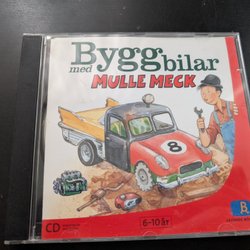 Bygg
med bilar
MULLE MECK
8
CD
6-10 år
B